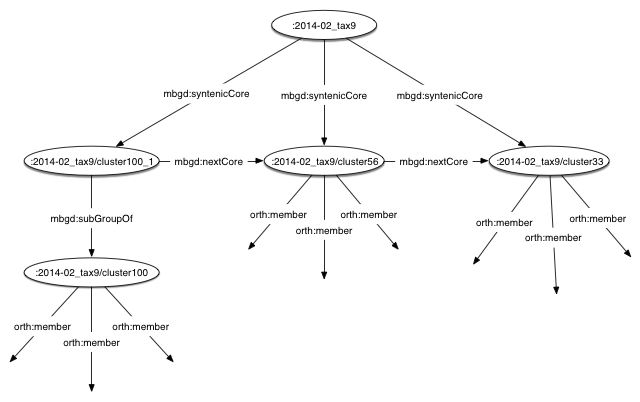 :2014-02_tax9
mbgd:syntenicCore
mbgd:syntenicCore
mbgd:syntenicCore
:2014-02_tax9/cluster100_1
mbgd:nextCore
:2014-02_tax9/cluster56
mbgd:nextCore
:2014-02_tax9/cluster33
mbgd:subGroupOf
orth:member
orth:member
orth:member
orth:member
orth:member
orth:member
:2014-02_tax9/cluster100
orth:member
orth:member
orth:member